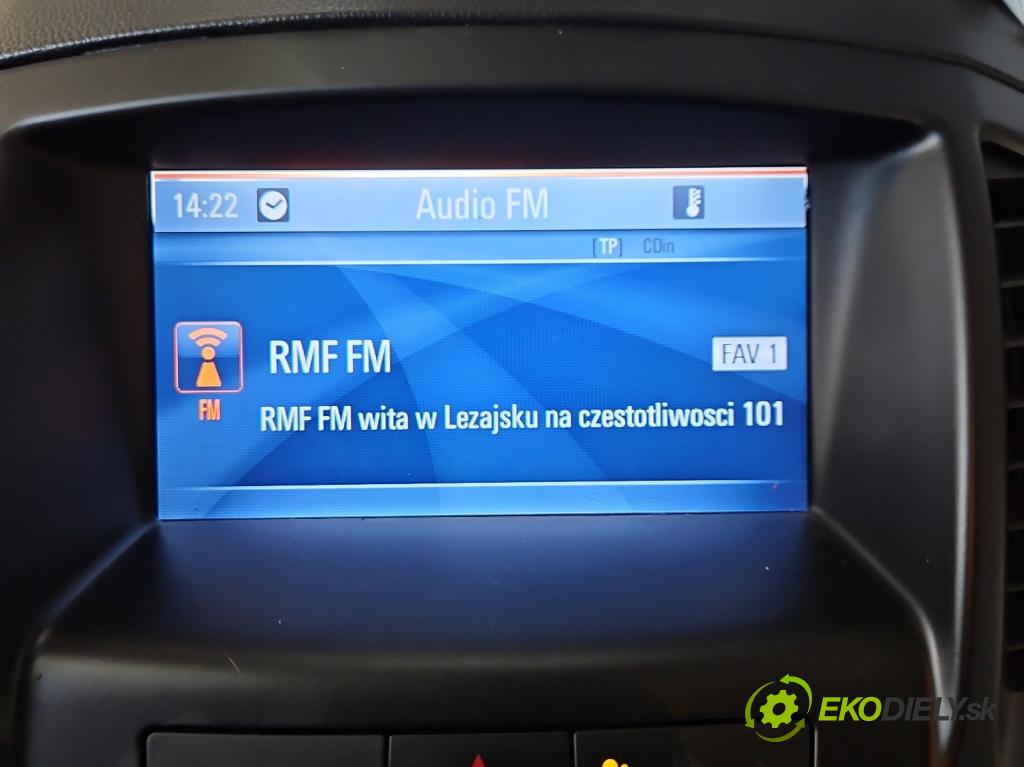 14:22 Audio FM
[TP] CDin
RMF FM FAV 1
FM
RMF FM wita w Lezajsku na czestotliwosci 101
EKODIELY.sk